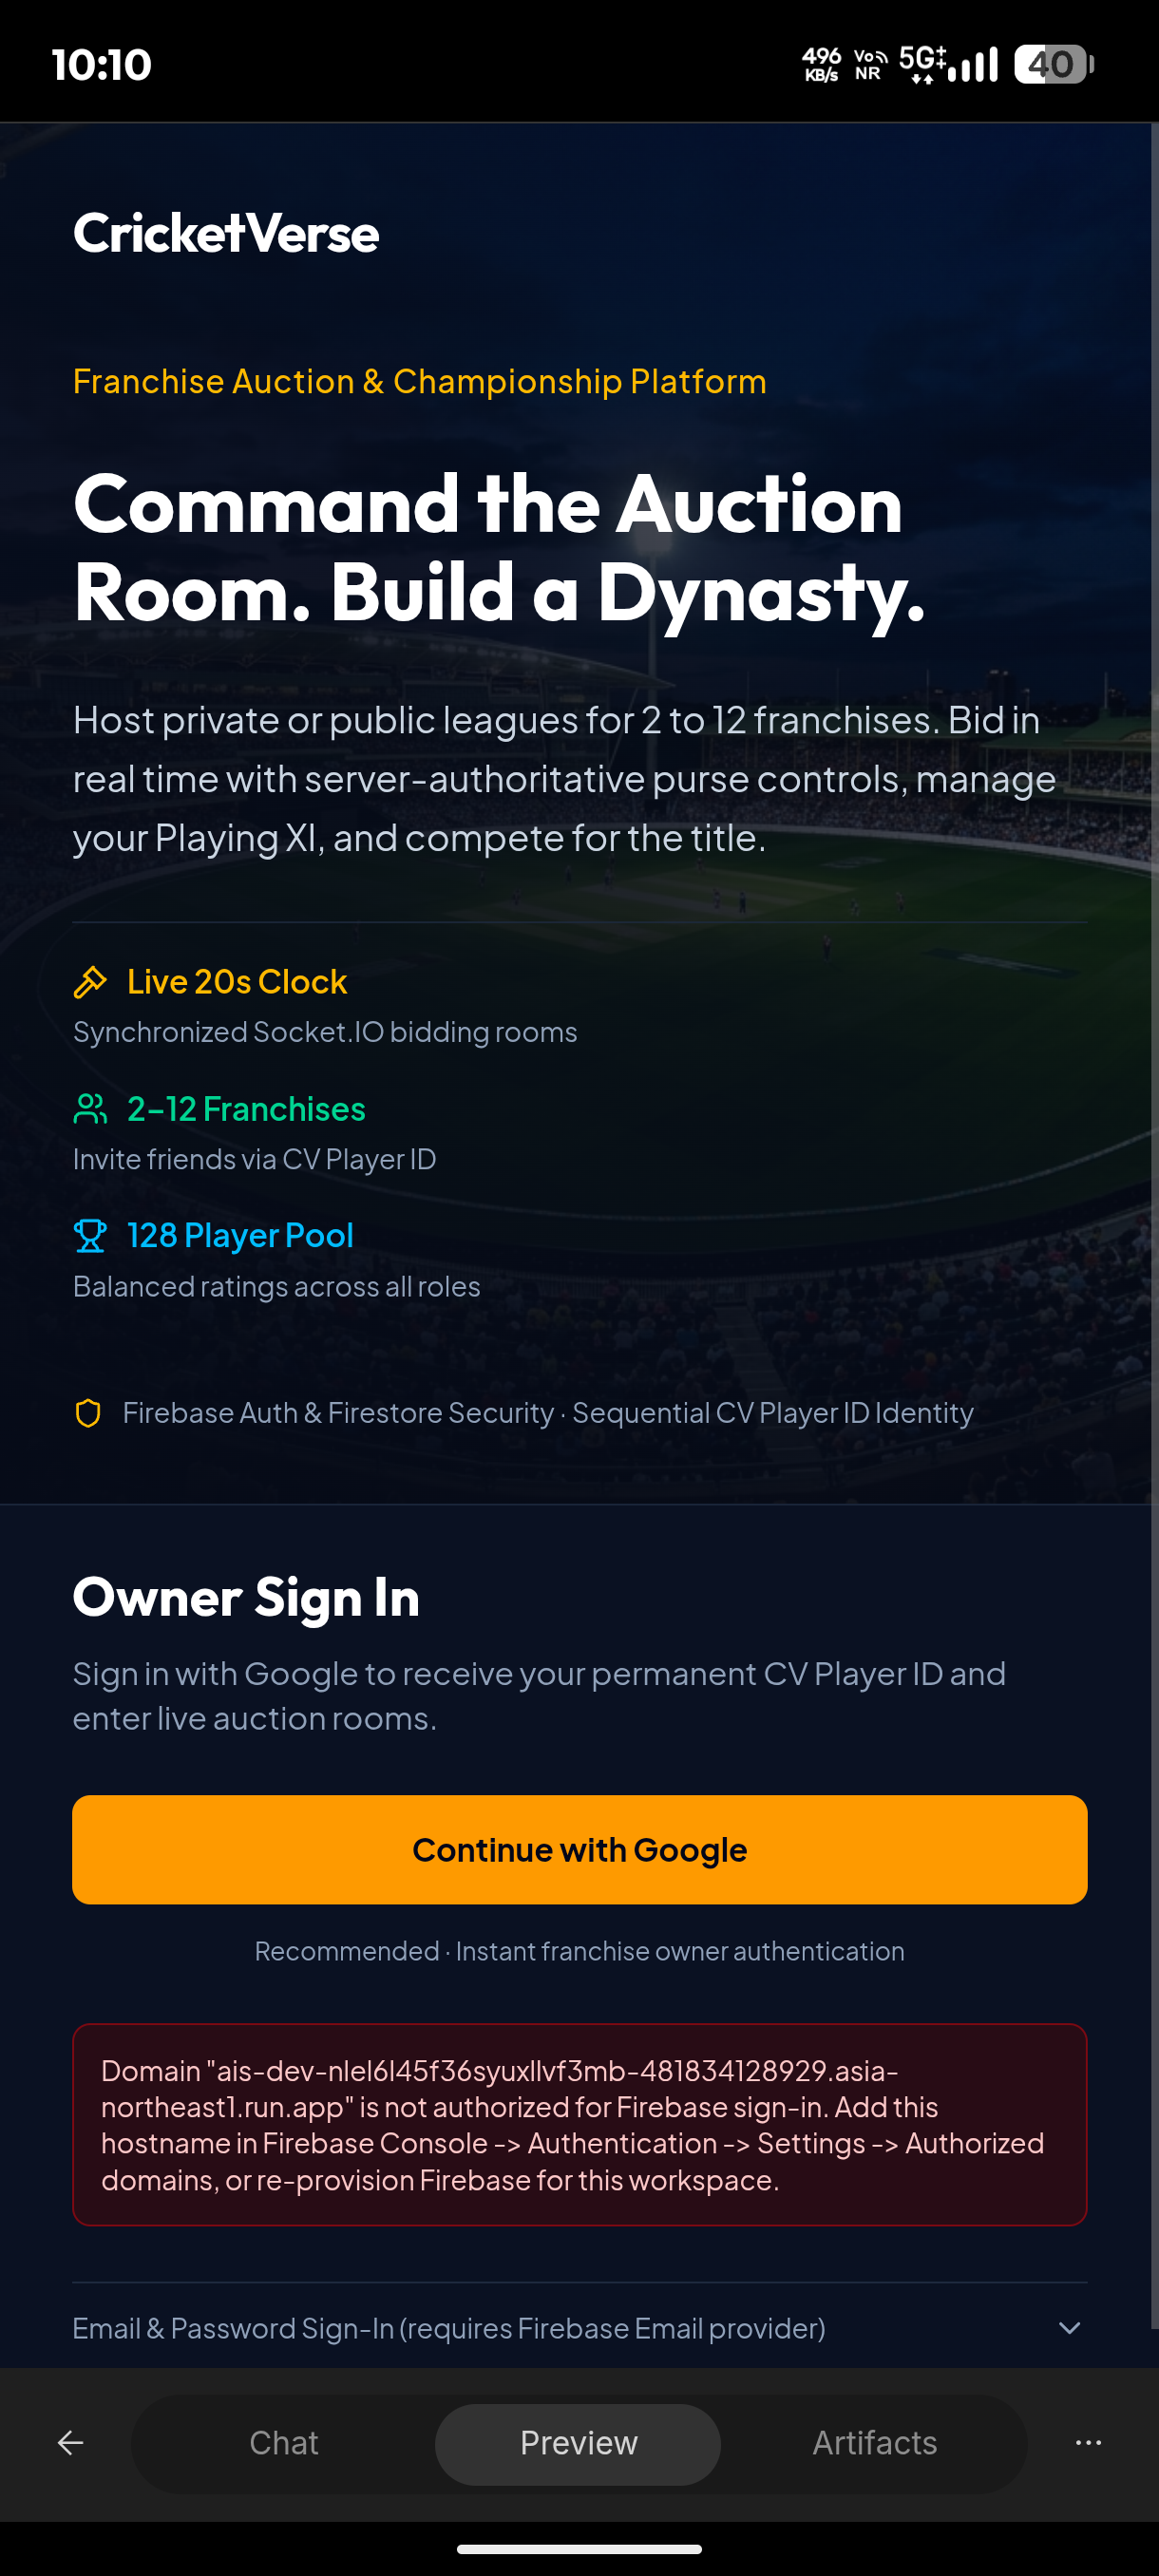 10:10
496 KB/s Vo NR 5G 40
CricketVerse
Franchise Auction & Championship Platform
Command the Auction
Room. Build a Dynasty.
Host private or public leagues for 2 to 12 franchises. Bid in
real time with server-authoritative purse controls, manage
your Playing XI, and compete for the title.
Live 20s Clock
Synchronized Socket.IO bidding rooms
2–12 Franchises
Invite friends via CV Player ID
128 Player Pool
Balanced ratings across all roles
Firebase Auth & Firestore Security · Sequential CV Player ID Identity
Owner Sign In
Sign in with Google to receive your permanent CV Player ID and
enter live auction rooms.
Continue with Google
Recommended · Instant franchise owner authentication
Domain "ais-dev-nlel6l45f36syuxllvf3mb-481834128929.asia-
northeast1.run.app" is not authorized for Firebase sign-in. Add this
hostname in Firebase Console -> Authentication -> Settings -> Authorized
domains, or re-provision Firebase for this workspace.
Email & Password Sign-In (requires Firebase Email provider)
Chat
Preview
Artifacts